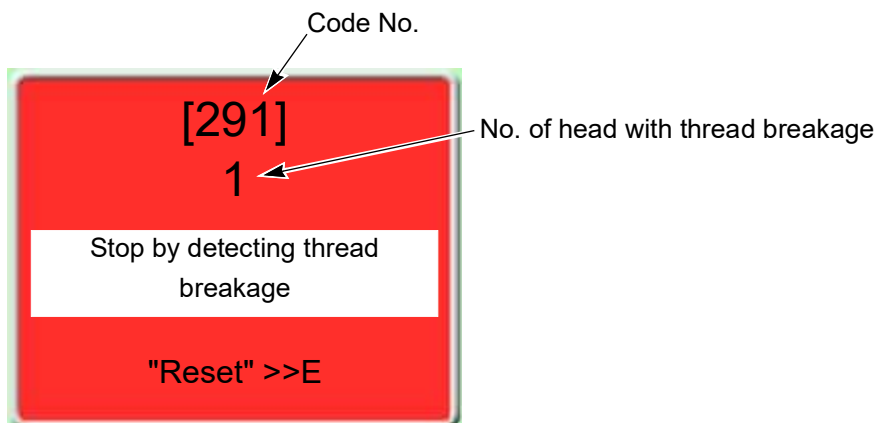 Code No.
[291]
No. of head with thread breakage
1
Stop by detecting thread
breakage
"Reset" >>E